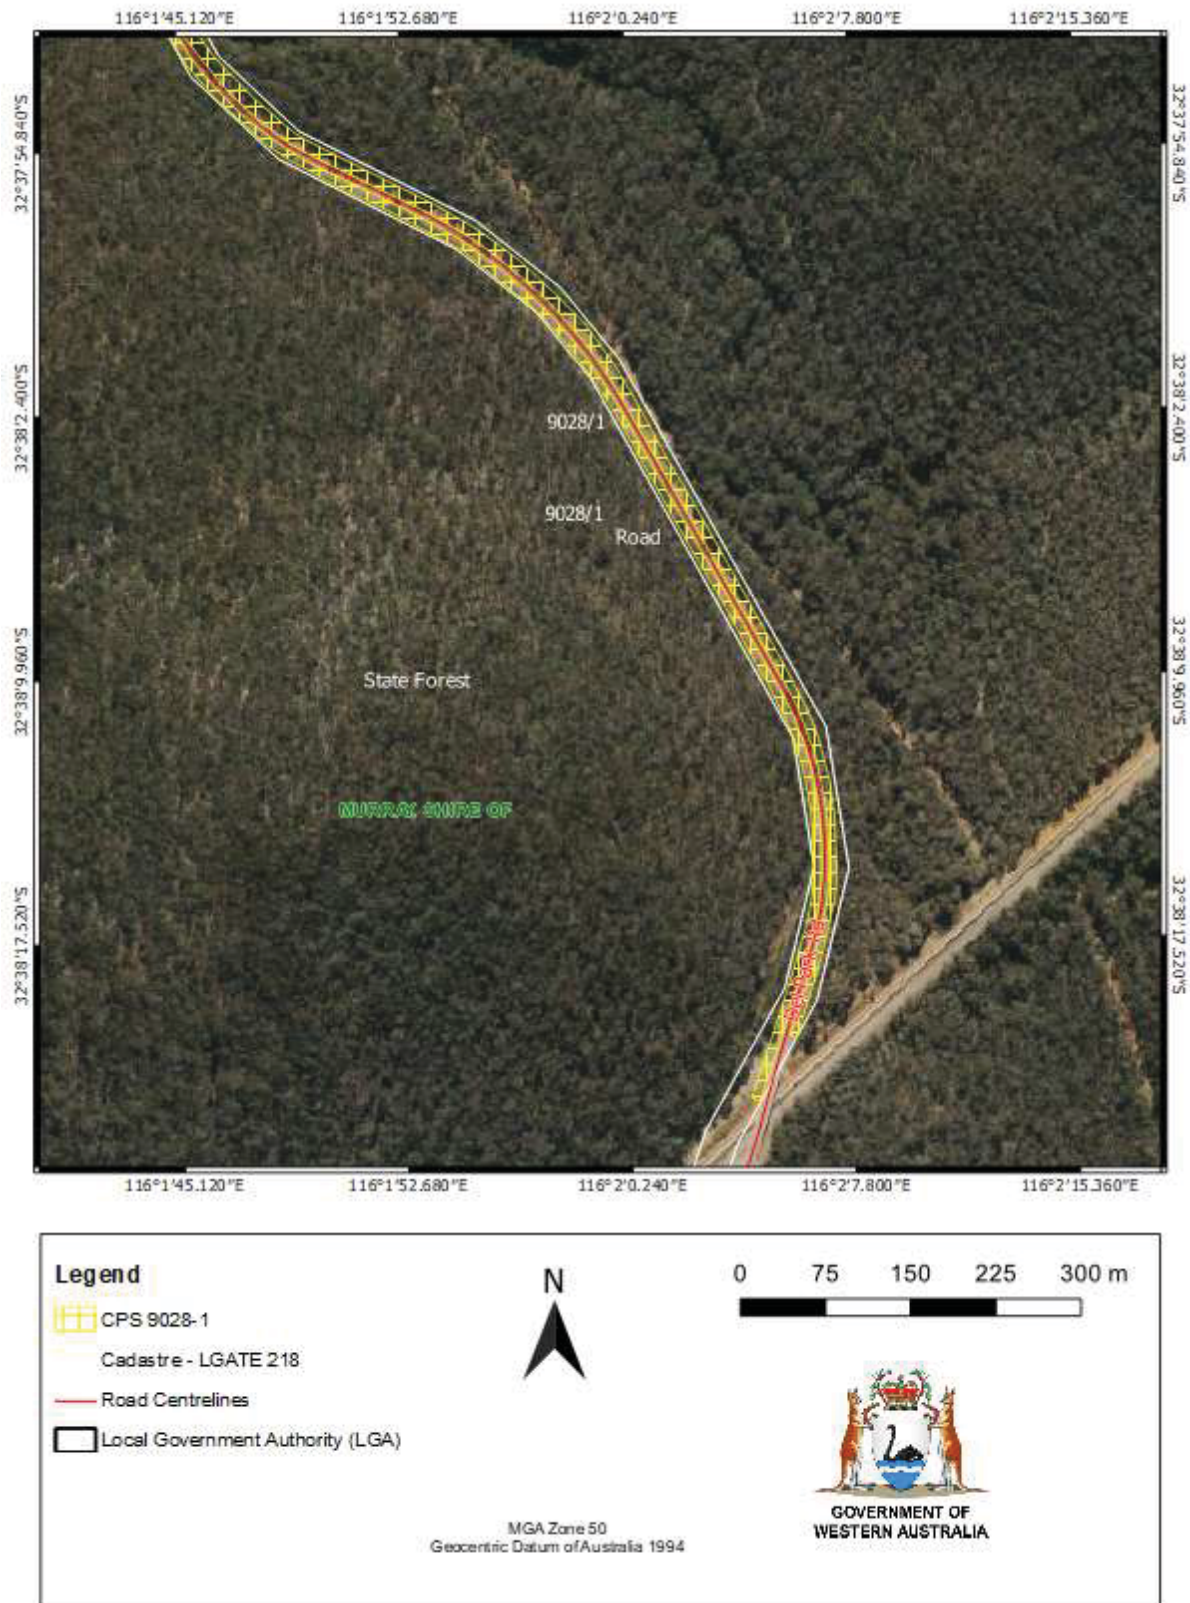 116°1'45.120"E 116°1'52.680"E 116°2'0.240"E 116°2'7.800"E 116°2'15.360"E
32°37'54.840"S
32°38'2.400"S
32°38'9.960"S
32°38'17.520"S
32°37'54.840"S
32°38'2.400"S
32°38'9.960"S
32°38'17.520"S
9028/1
9028/1
Road
State Forest
MURRAY, SHIRE OF
116°1'45.120"E 116°1'52.680"E 116°2'0.240"E 116°2'7.800"E 116°2'15.360"E
Legend
CPS 9028-1
Cadastre - LGATE 218
Road Centrelines
Local Government Authority (LGA)
N
0 75 150 225 300 m
MGA Zone 50
Geocentric Datum of Australia 1994
GOVERNMENT OF
WESTERN AUSTRALIA